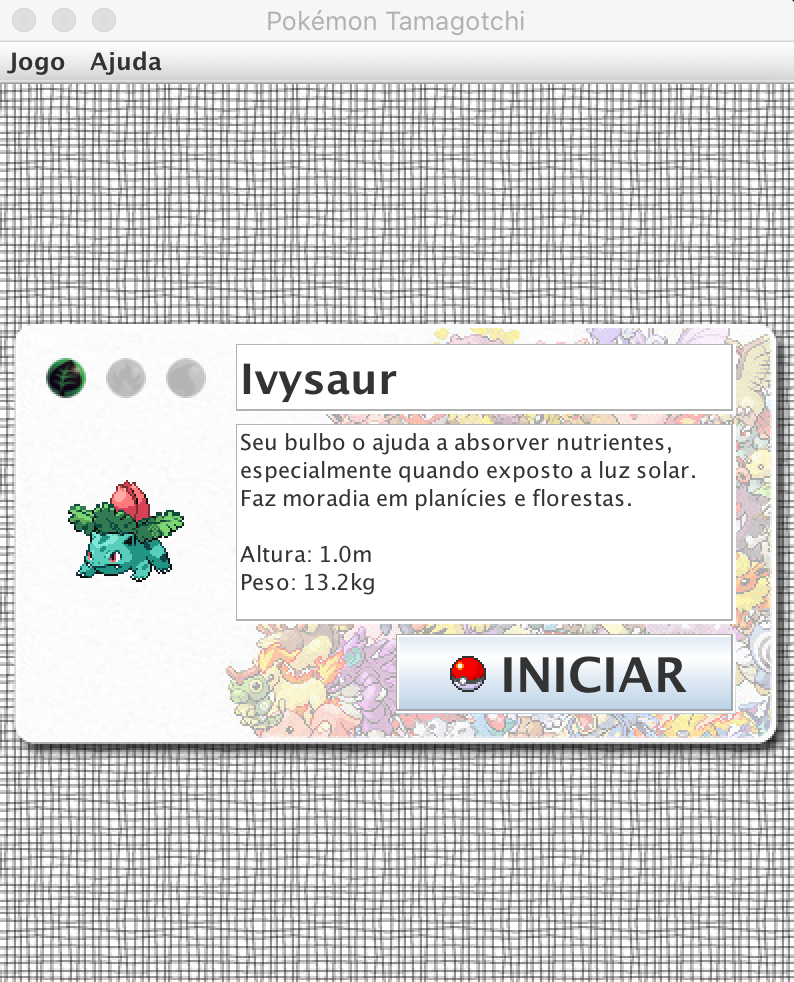 Pokémon Tamagotchi
Jogo Ajuda
Ivysaur
Seu bulbo o ajuda a absorver nutrientes,
especialmente quando exposto a luz solar.
Faz moradia em planícies e florestas.
Altura: 1.0m
Peso: 13.2kg
INICIAR